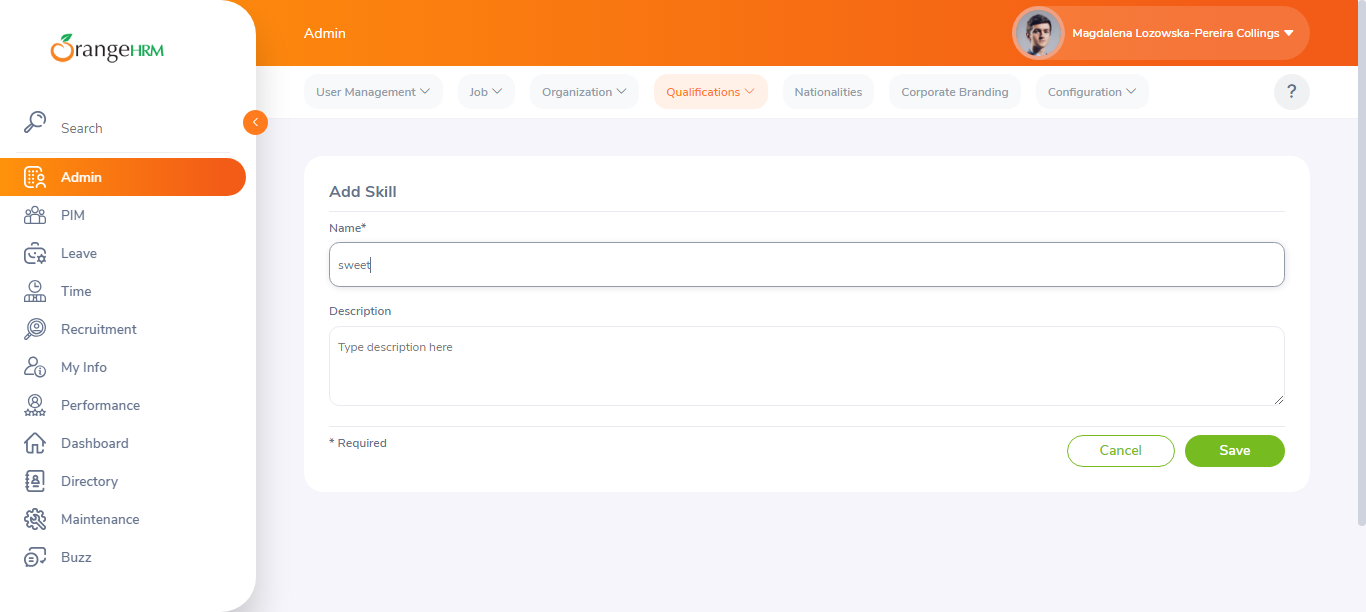 OrangeHRM
Search
Admin
PIM
Leave
Time
Recruitment
My Info
Performance
Dashboard
Directory
Maintenance
Buzz
Admin
Magdalena Lozowska-Pereira Collings
User Management
Job
Organization
Qualifications
Nationalities
Corporate Branding
Configuration
?
Add Skill
Name*
sweet
Description
Type description here
* Required
Cancel
Save